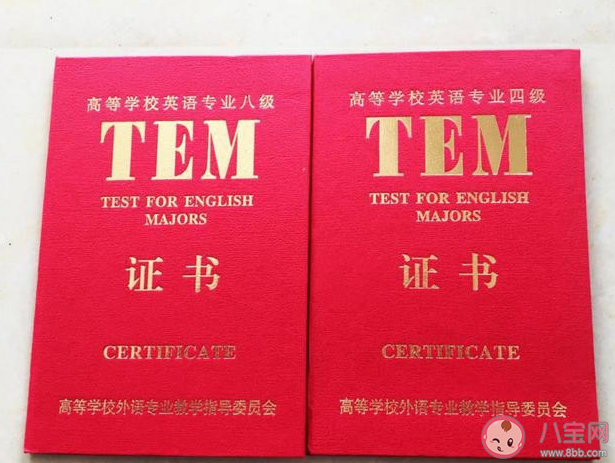 高等学校英语专业八级
TEM
TEST FOR ENGLISH
MAJORS
证书
CERTIFICATE
高等学校外语专业教学指导委员会
高等学校英语专业四级
TEM
TEST FOR ENGLISH
MAJORS
证书
CERTIFICATE
高等学校外语专业教学指导委员会
八宝网
www.8bb.com